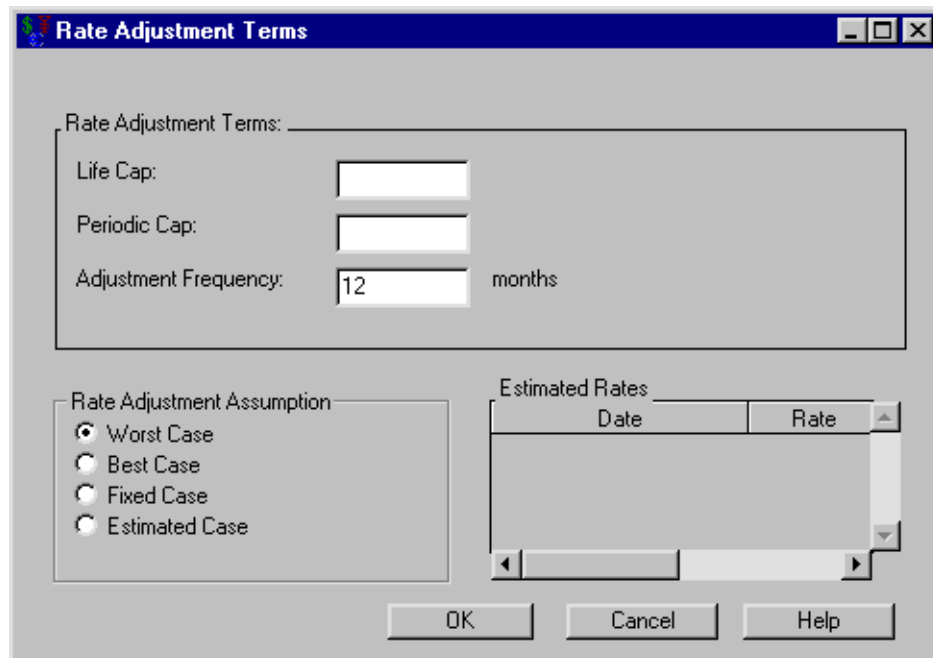 Rate Adjustment Terms
Rate Adjustment Terms:
Life Cap:
Periodic Cap:
Adjustment Frequency: 12 months
Rate Adjustment Assumption
Worst Case
Best Case
Fixed Case
Estimated Case
Estimated Rates
Date Rate
OK Cancel Help